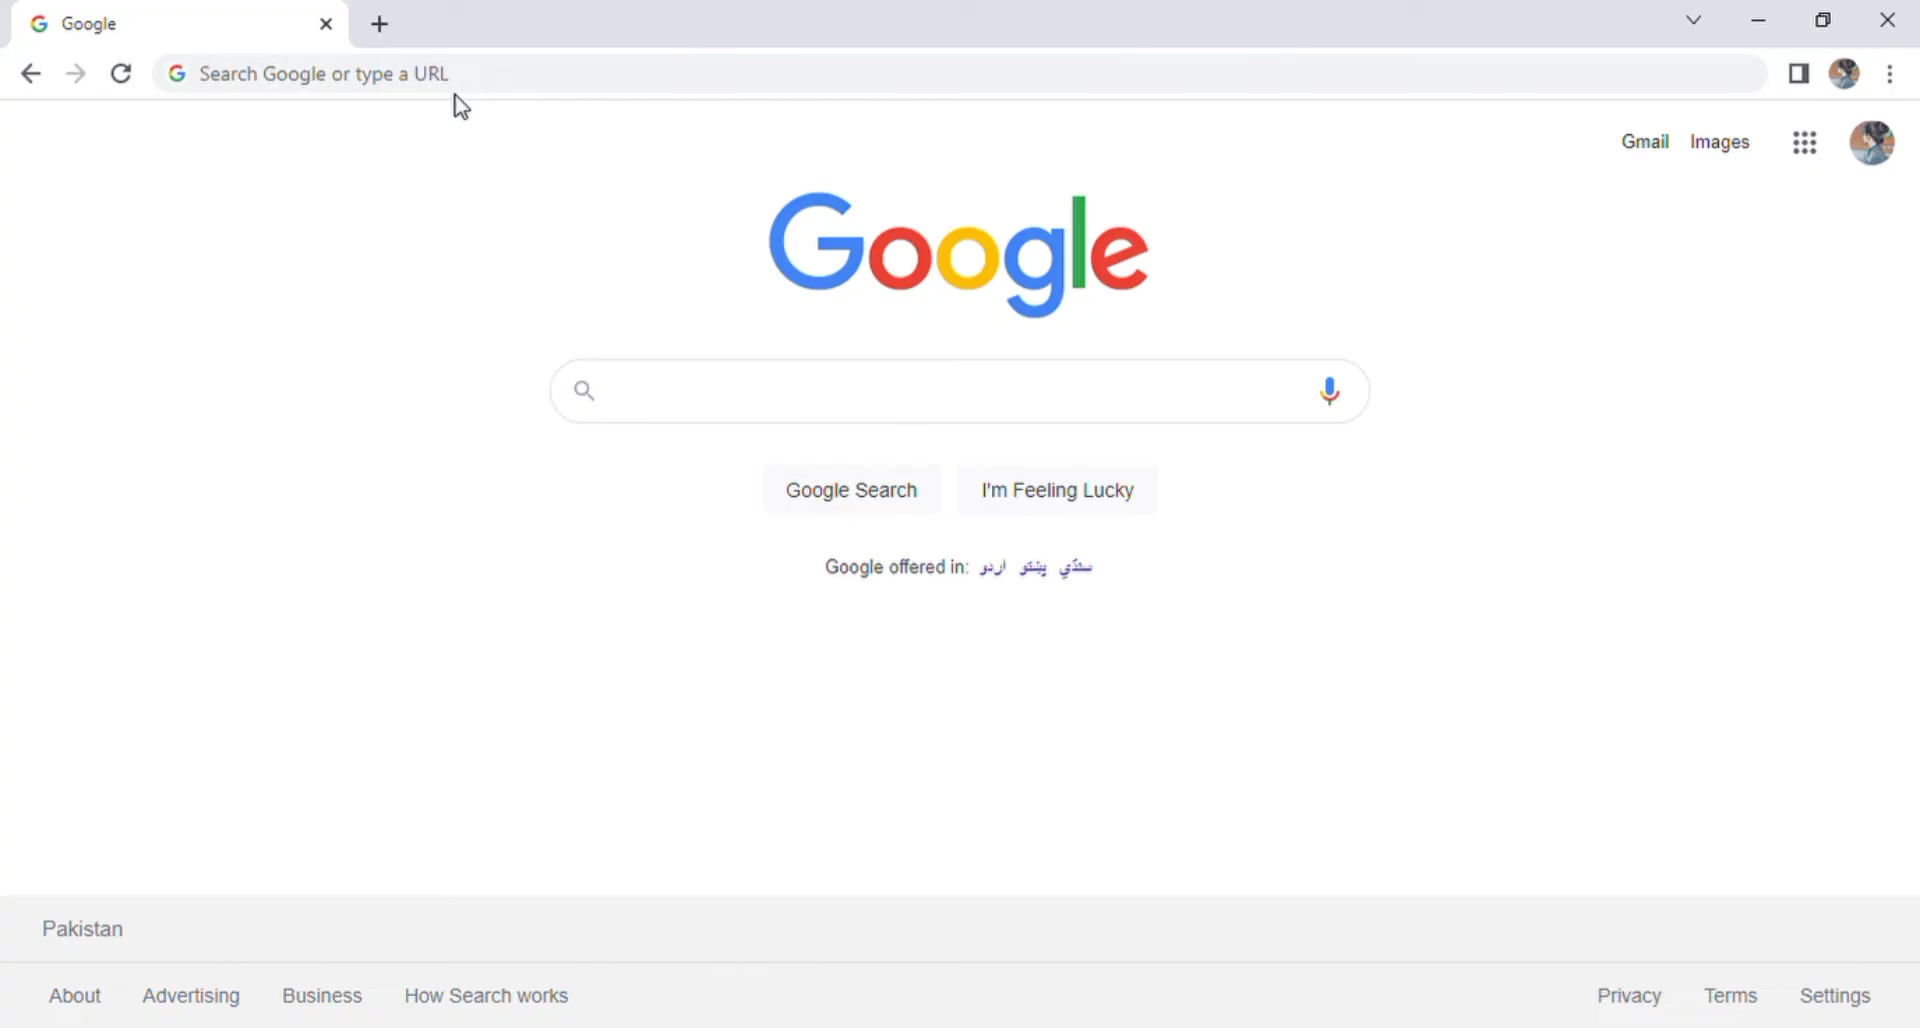 Google
Search Google or type a URL
Gmail Images
Google
Google Search I'm Feeling Lucky
Google offered in: اردو پښتو سنڌي
Pakistan
About Advertising Business How Search works Privacy Terms Settings